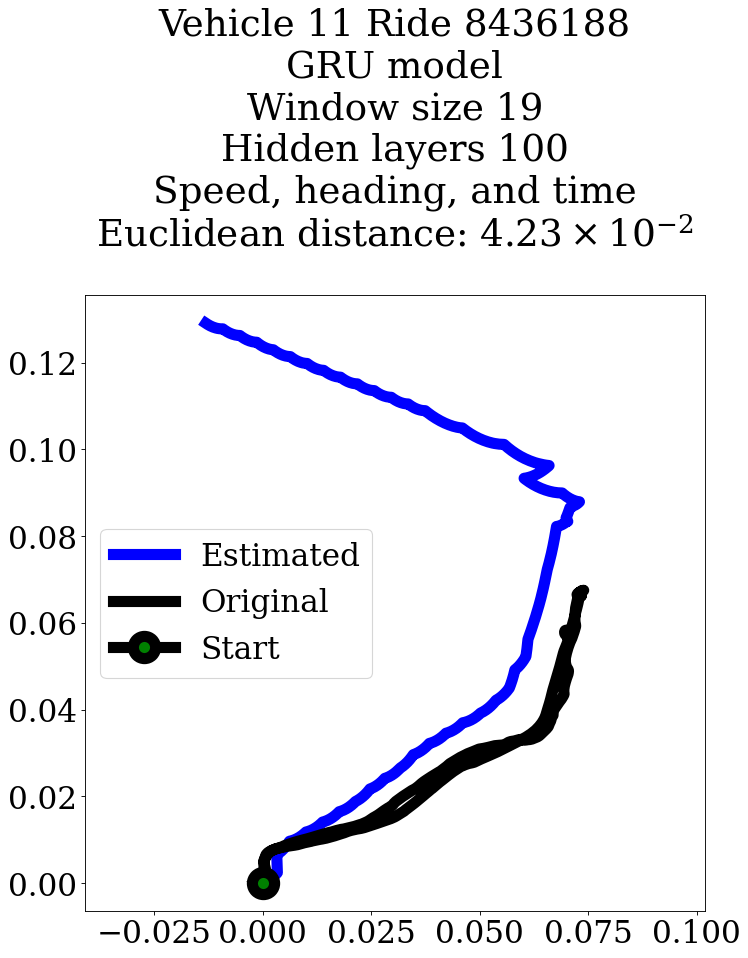 Vehicle 11 Ride 8436188
GRU model
Window size 19
Hidden layers 100
Speed, heading, and time
Euclidean distance: 4.23 × 10⁻²
0.12
0.10
0.08
0.06
0.04
0.02
0.00
Estimated
Original
Start
−0.025 0.000 0.025 0.050 0.075 0.100